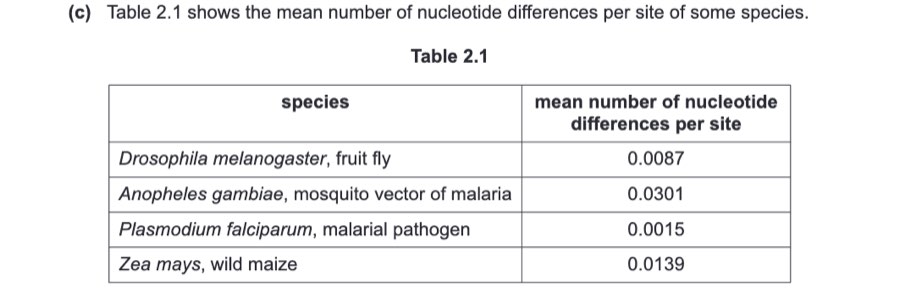 (c) Table 2.1 shows the mean number of nucleotide differences per site of some species.
Table 2.1
species
mean number of nucleotide
differences per site
Drosophila melanogaster, fruit fly 0.0087
Anopheles gambiae, mosquito vector of malaria 0.0301
Plasmodium falciparum, malarial pathogen 0.0015
Zea mays, wild maize 0.0139